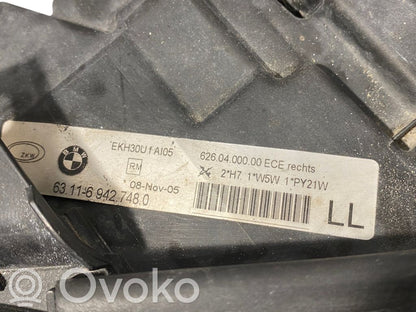 ZKW
EKH30U f AI05
626.04.000.00 ECE rechts
RM
2*H7 1*W5W 1*PY21W
08-Nov-05
63.11-6 942.748.0
LL
OVOKO